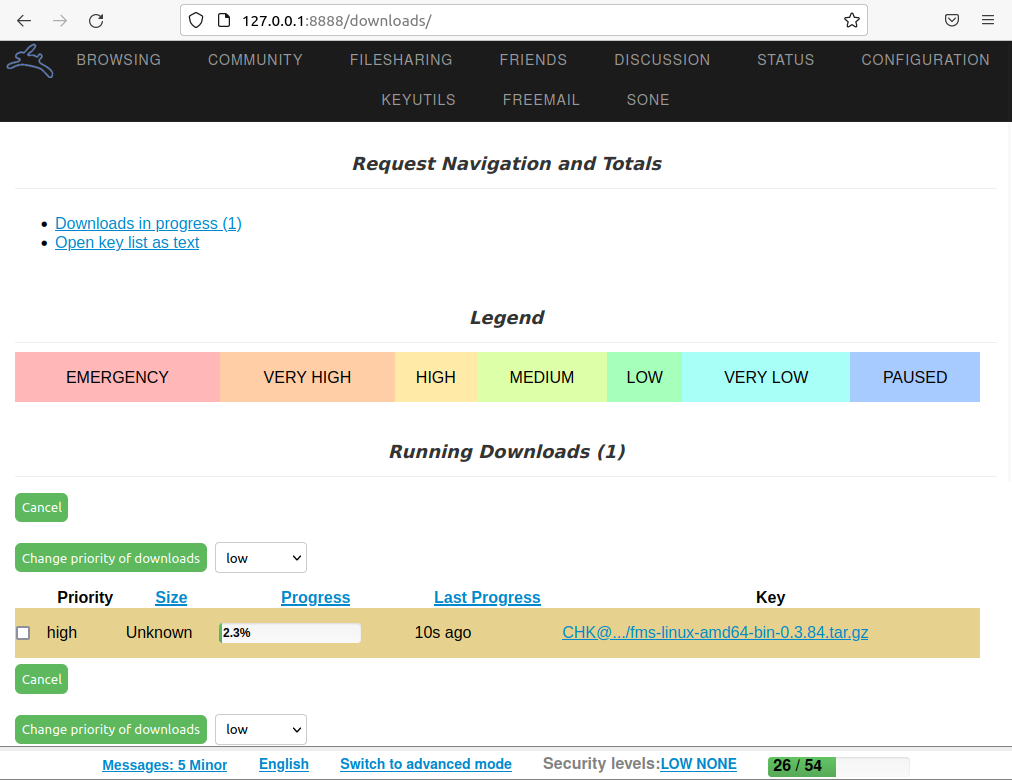 127.0.0.1:8888/downloads/
BROWSING COMMUNITY FILESHARING FRIENDS DISCUSSION STATUS CONFIGURATION
KEYUTILS FREEMAIL SONE
Request Navigation and Totals
Downloads in progress (1)
Open key list as text
Legend
EMERGENCY VERY HIGH HIGH MEDIUM LOW VERY LOW PAUSED
Running Downloads (1)
Cancel
Change priority of downloads low
Priority Size Progress Last Progress Key
high Unknown 2.3% 10s ago CHK@.../fms-linux-amd64-bin-0.3.84.tar.gz
Cancel
Change priority of downloads low
Messages: 5 Minor English Switch to advanced mode Security levels:LOW NONE 26 / 54